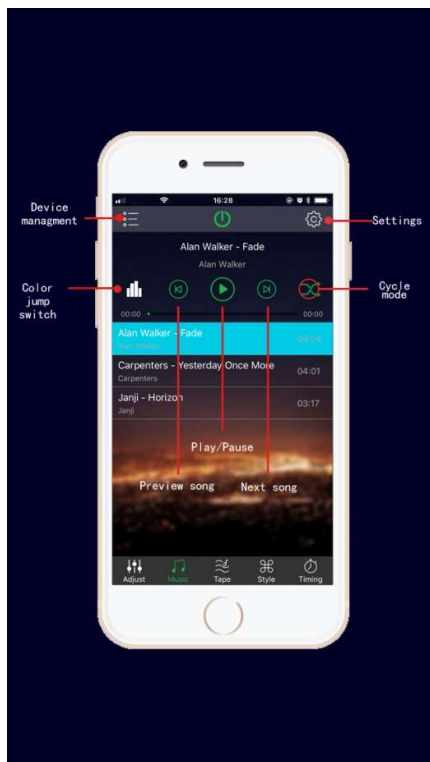 16:28
Device
managment
Settings
Alan Walker - Fade
Alan Walker
Color
jump
switch
Cycle
mode
00:00
00:00
Alan Walker - Fade
Alan Walker
04:24
Carpenters - Yesterday Once More
Carpenters
04:01
Janji - Horizon
Janji
03:17
Play/Pause
Preview song
Next song
Adjust
Music
Tape
Style
Timing